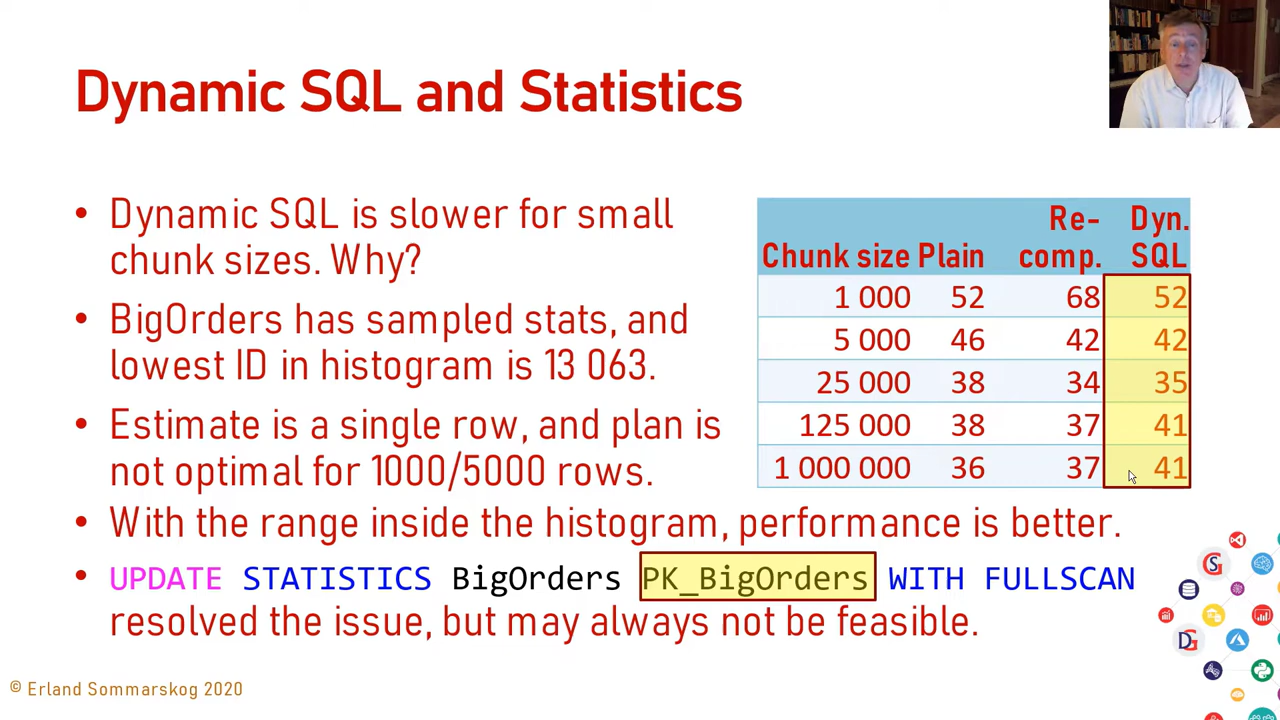 Dynamic SQL and Statistics
• Dynamic SQL is slower for small
chunk sizes. Why?
• BigOrders has sampled stats, and
lowest ID in histogram is 13 063.
• Estimate is a single row, and plan is
not optimal for 1000/5000 rows.
• With the range inside the histogram, performance is better.
• UPDATE STATISTICS BigOrders PK_BigOrders WITH FULLSCAN
resolved the issue, but may always not be feasible.
Re- Dyn.
Chunk size Plain comp. SQL
1 000 52 68 52
5 000 46 42 42
25 000 38 34 35
125 000 38 37 41
1 000 000 36 37 41
© Erland Sommarskog 2020
G
S
D
G